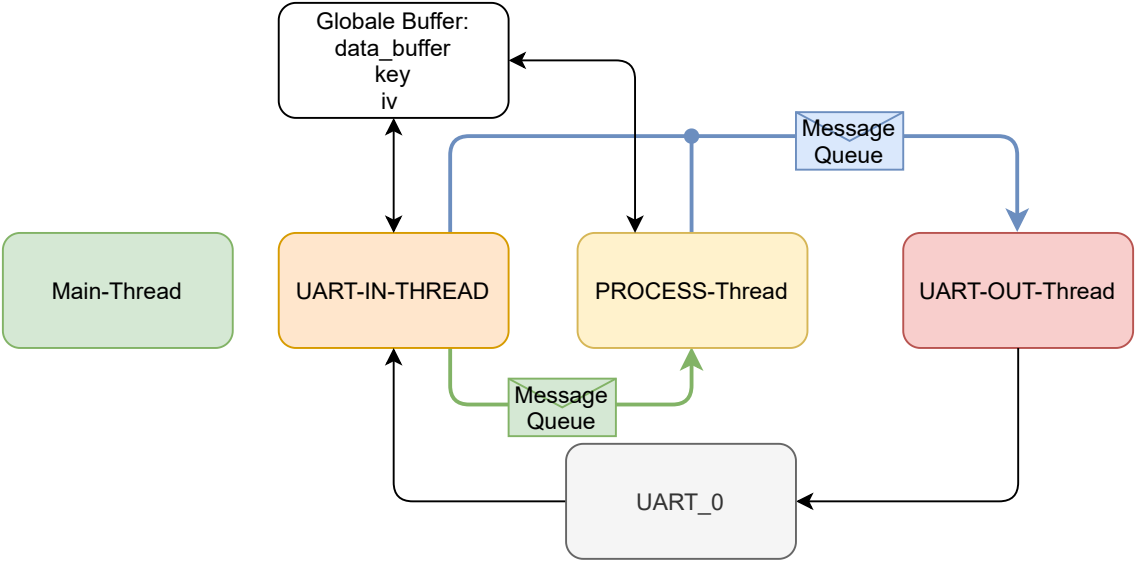 Globale Buffer:
data_buffer
key
iv
Message
Queue
Main-Thread
UART-IN-THREAD
PROCESS-Thread
UART-OUT-Thread
Message
Queue
UART_0